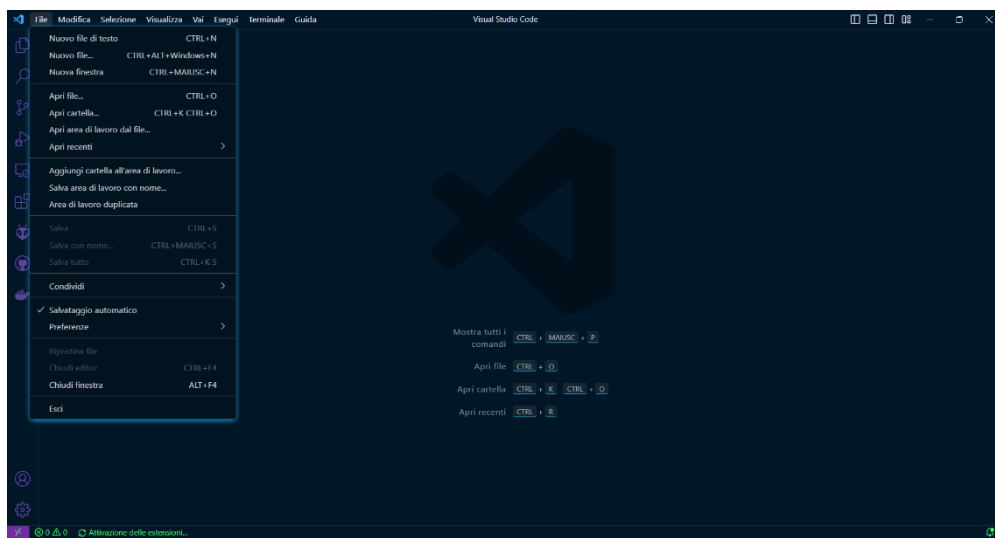 File Modifica Selezione Visualizza Vai Esegui Terminale Guida Visual Studio Code
Nuovo file di testo CTRL+N
Nuovo file... CTRL+ALT+Windows+N
Nuova finestra CTRL+MAIUSC+N
Apri file... CTRL+O
Apri cartella... CTRL+K CTRL+O
Apri area di lavoro dal file...
Apri recenti
Aggiungi cartella all'area di lavoro...
Salva area di lavoro con nome...
Area di lavoro duplicata
Salva CTRL+S
Salva con nome... CTRL+MAIUSC+S
Salva tutto CTRL+K S
Condividi
Salvataggio automatico
Preferenze
Ripristina file
Chiudi editor CTRL+F4
Chiudi finestra ALT+F4
Esci
Mostra tutti i
comandi CTRL + MAIUSC + P
Apri file CTRL + O
Apri cartella CTRL + K CTRL + O
Apri recenti CTRL + R
0 0 Attivazione delle estensioni...